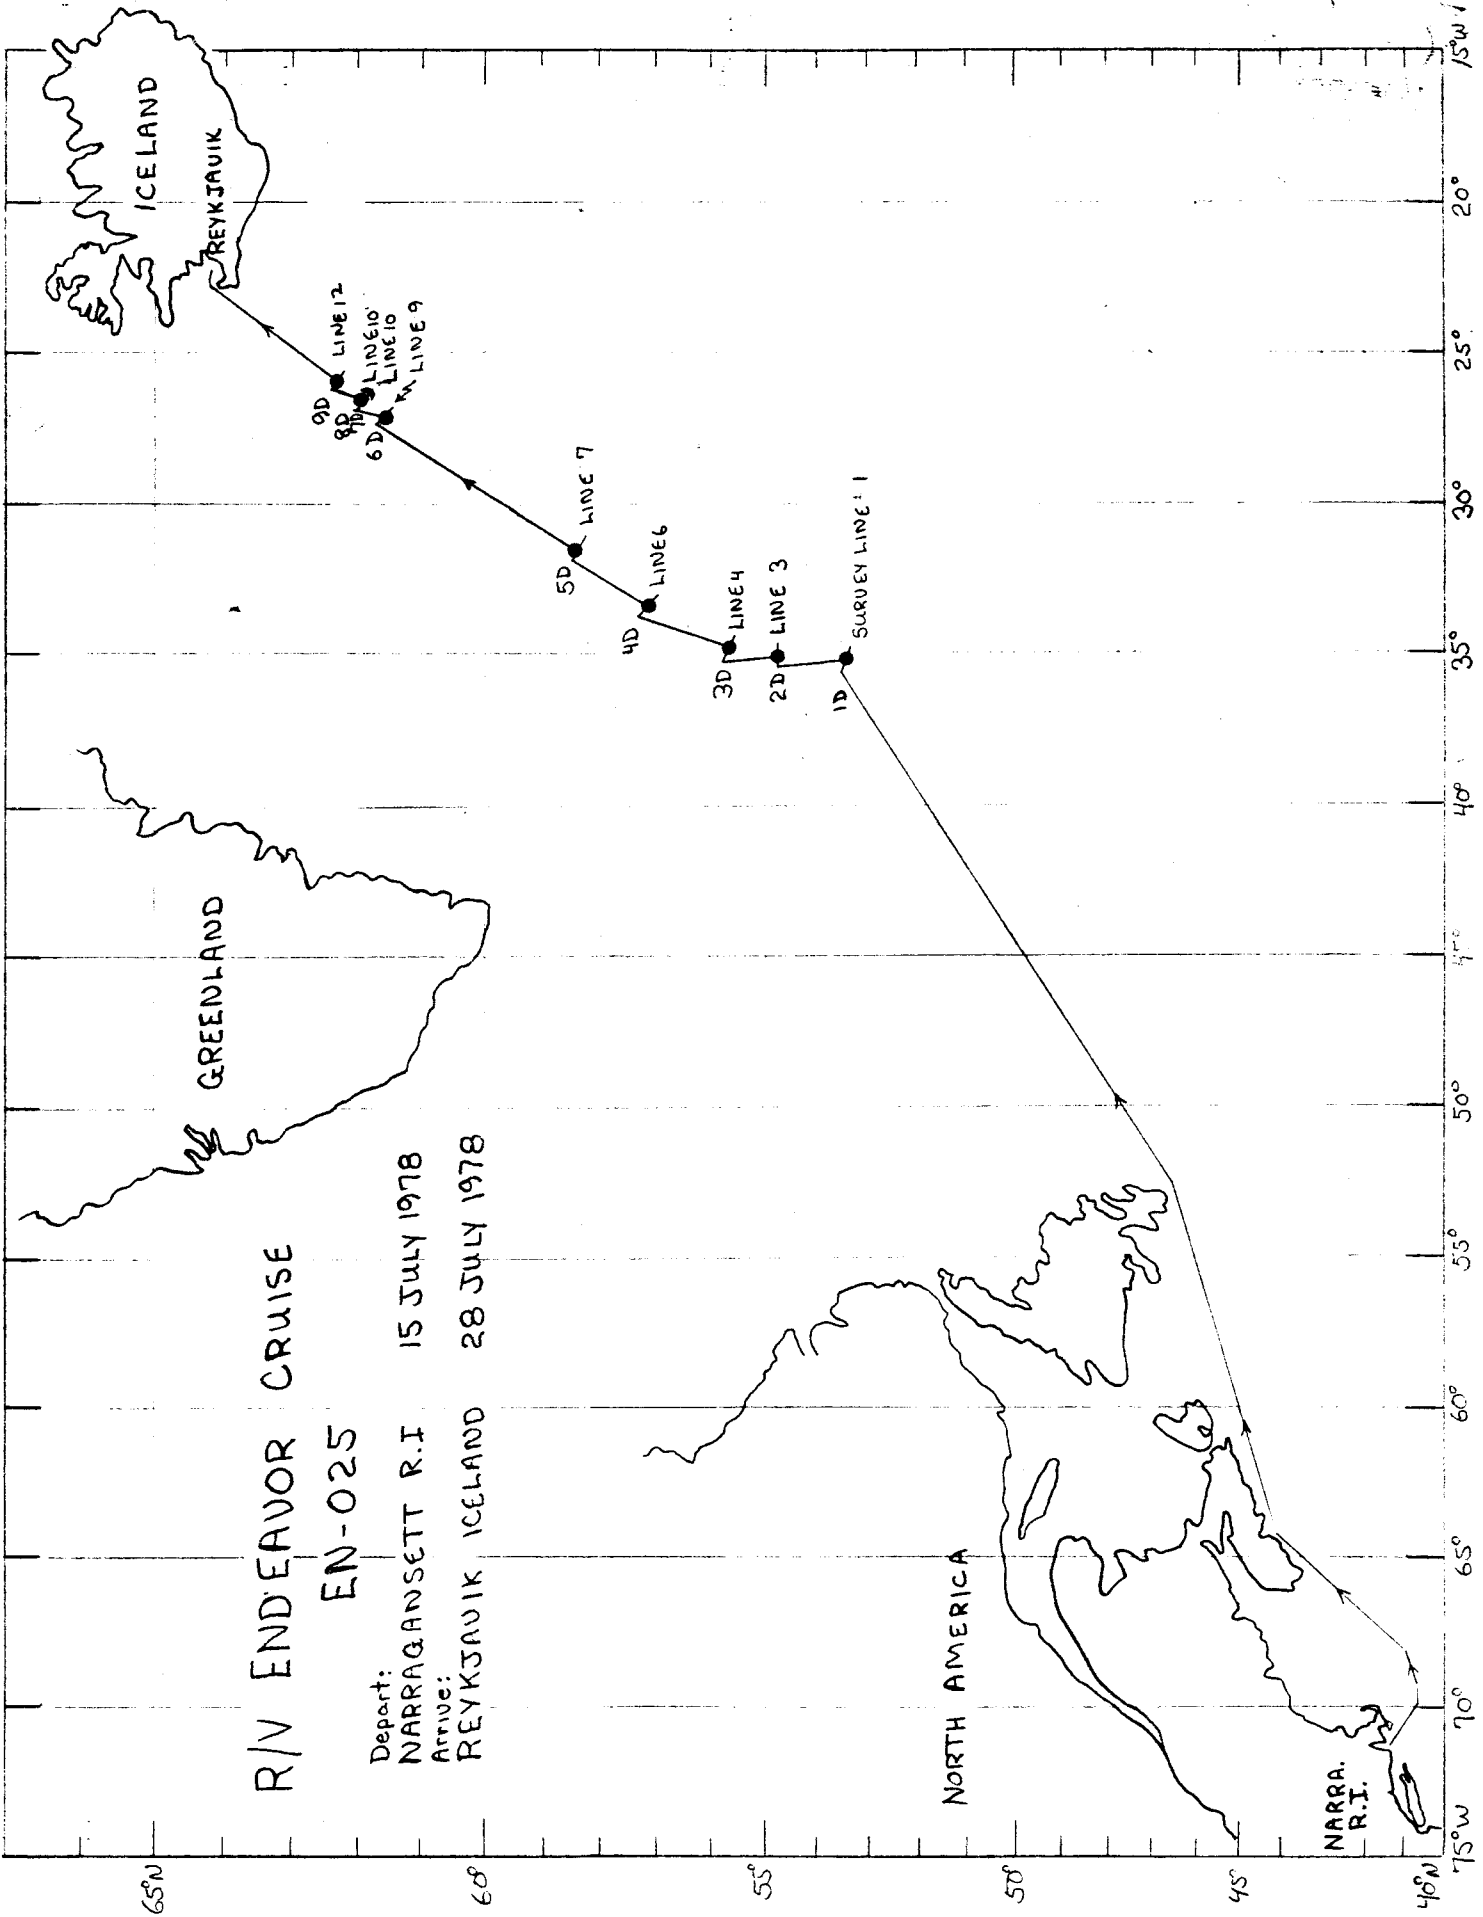 R/V ENDEAVOR CRUISE
EN-025
Depart:
NARRAGANSETT R.I 15 JULY 1978
Arrive:
REYKJAVIK ICELAND 28 JULY 1978
GREENLAND
ICELAND
REYKJAVIK
NORTH AMERICA
NARRA.
R.I.
9D
LINE 12
8D
7D
LINE 10'
LINE 10
6D
LINE 9
5D
LINE 7
4D
LINE 6
3D
LINE 4
2D
LINE 3
1D
SURVEY LINE 1
65°N
60°
55
50
45
40°N
75°W
70°
65°
60°
55°
50°
45°
40°
35°
30°
25°
20°
15°W